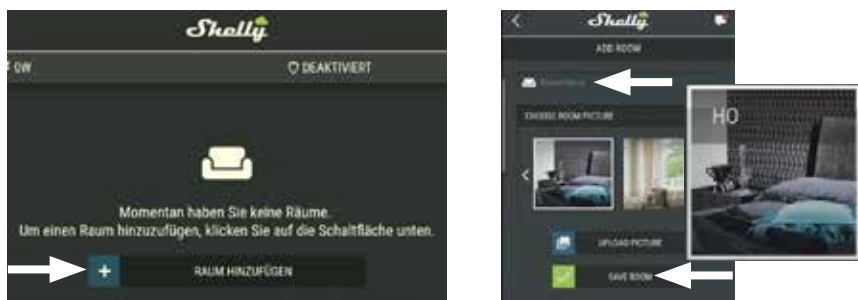 Shelly
0W
DEAKTIVIERT
Momentan haben Sie keine Räume.
Um einen Raum hinzuzufügen, klicken Sie auf die Schaltfläche unten.
+ RAUM HINZUFÜGEN
Shelly
ADD ROOM
CHOOSE ROOM PICTURE
HO
UPLOAD PICTURE
SAVE ROOM